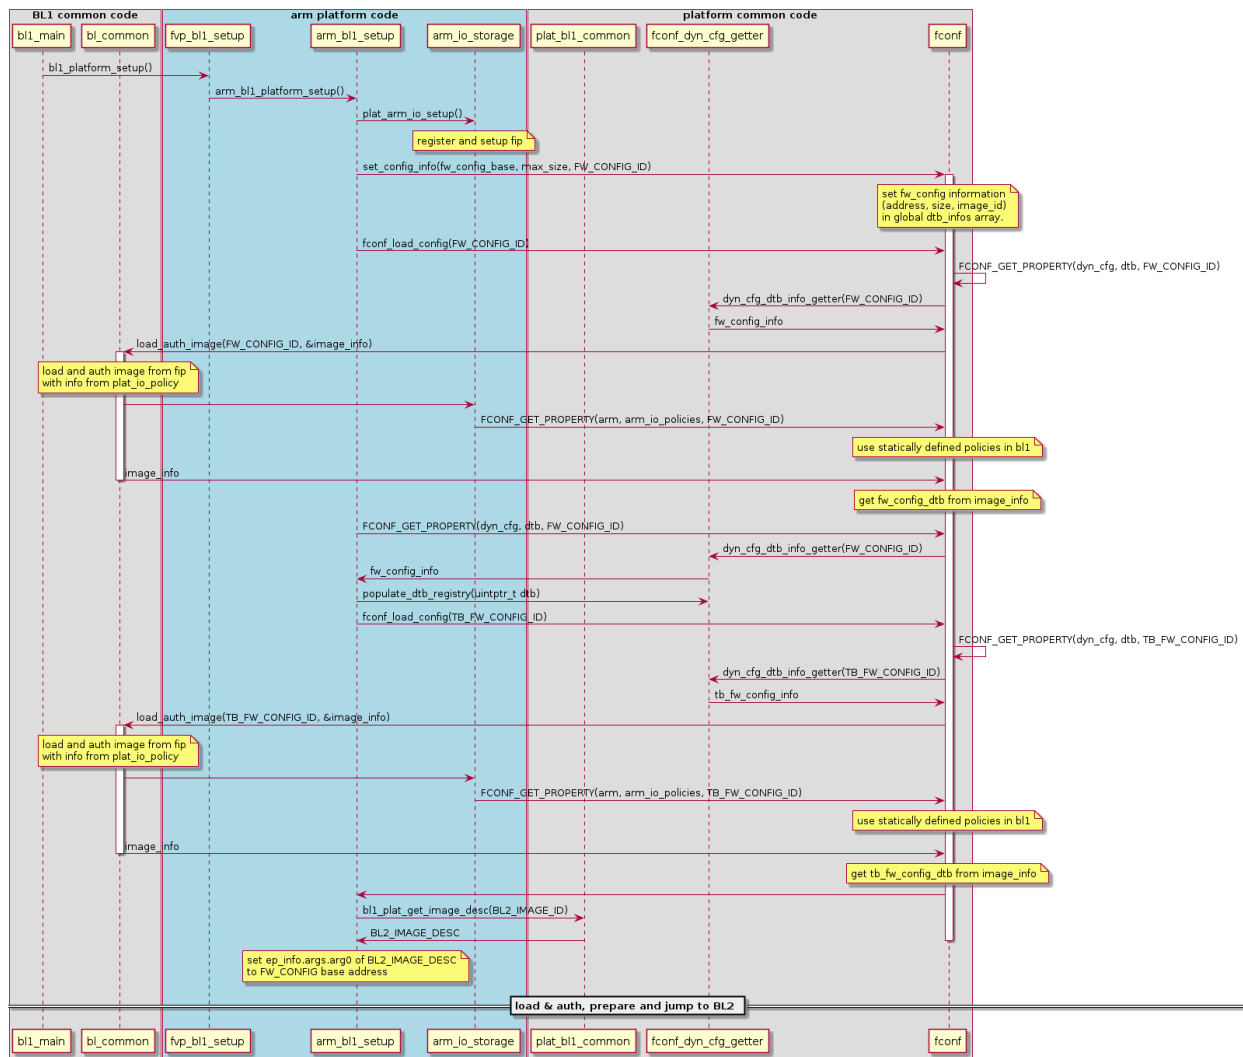 BL1 common code
arm platform code
platform common code
bl1_main
bl_common
fvp_bl1_setup
arm_bl1_setup
arm_io_storage
plat_bl1_common
fconf_dyn_cfg_getter
fconf
bl1_platform_setup()
arm_bl1_platform_setup()
plat_arm_io_setup()
register and setup fip
set_config_info(fw_config_base, max_size, FW_CONFIG_ID)
set fw_config information
(address, size, image_id)
in global dtb_infos array.
fconf_load_config(FW_CONFIG_ID)
FCONF_GET_PROPERTY(dyn_cfg, dtb, FW_CONFIG_ID)
dyn_cfg_dtb_info_getter(FW_CONFIG_ID)
fw_config_info
load_auth_image(FW_CONFIG_ID, &image_info)
load and auth image from fip
with info from plat_io_policy
FCONF_GET_PROPERTY(arm, arm_io_policies, FW_CONFIG_ID)
use statically defined policies in bl1
image_info
get fw_config_dtb from image_info
FCONF_GET_PROPERTY(dyn_cfg, dtb, FW_CONFIG_ID)
dyn_cfg_dtb_info_getter(FW_CONFIG_ID)
fw_config_info
populate_dtb_registry(uintptr_t dtb)
fconf_load_config(TB_FW_CONFIG_ID)
FCONF_GET_PROPERTY(dyn_cfg, dtb, TB_FW_CONFIG_ID)
dyn_cfg_dtb_info_getter(TB_FW_CONFIG_ID)
tb_fw_config_info
load_auth_image(TB_FW_CONFIG_ID, &image_info)
load and auth image from fip
with info from plat_io_policy
FCONF_GET_PROPERTY(arm, arm_io_policies, TB_FW_CONFIG_ID)
use statically defined policies in bl1
image_info
get tb_fw_config_dtb from image_info
bl1_plat_get_image_desc(BL2_IMAGE_ID)
BL2_IMAGE_DESC
set ep_info.args.arg0 of BL2_IMAGE_DESC
to FW_CONFIG base address
load & auth, prepare and jump to BL2
bl1_main
bl_common
fvp_bl1_setup
arm_bl1_setup
arm_io_storage
plat_bl1_common
fconf_dyn_cfg_getter
fconf